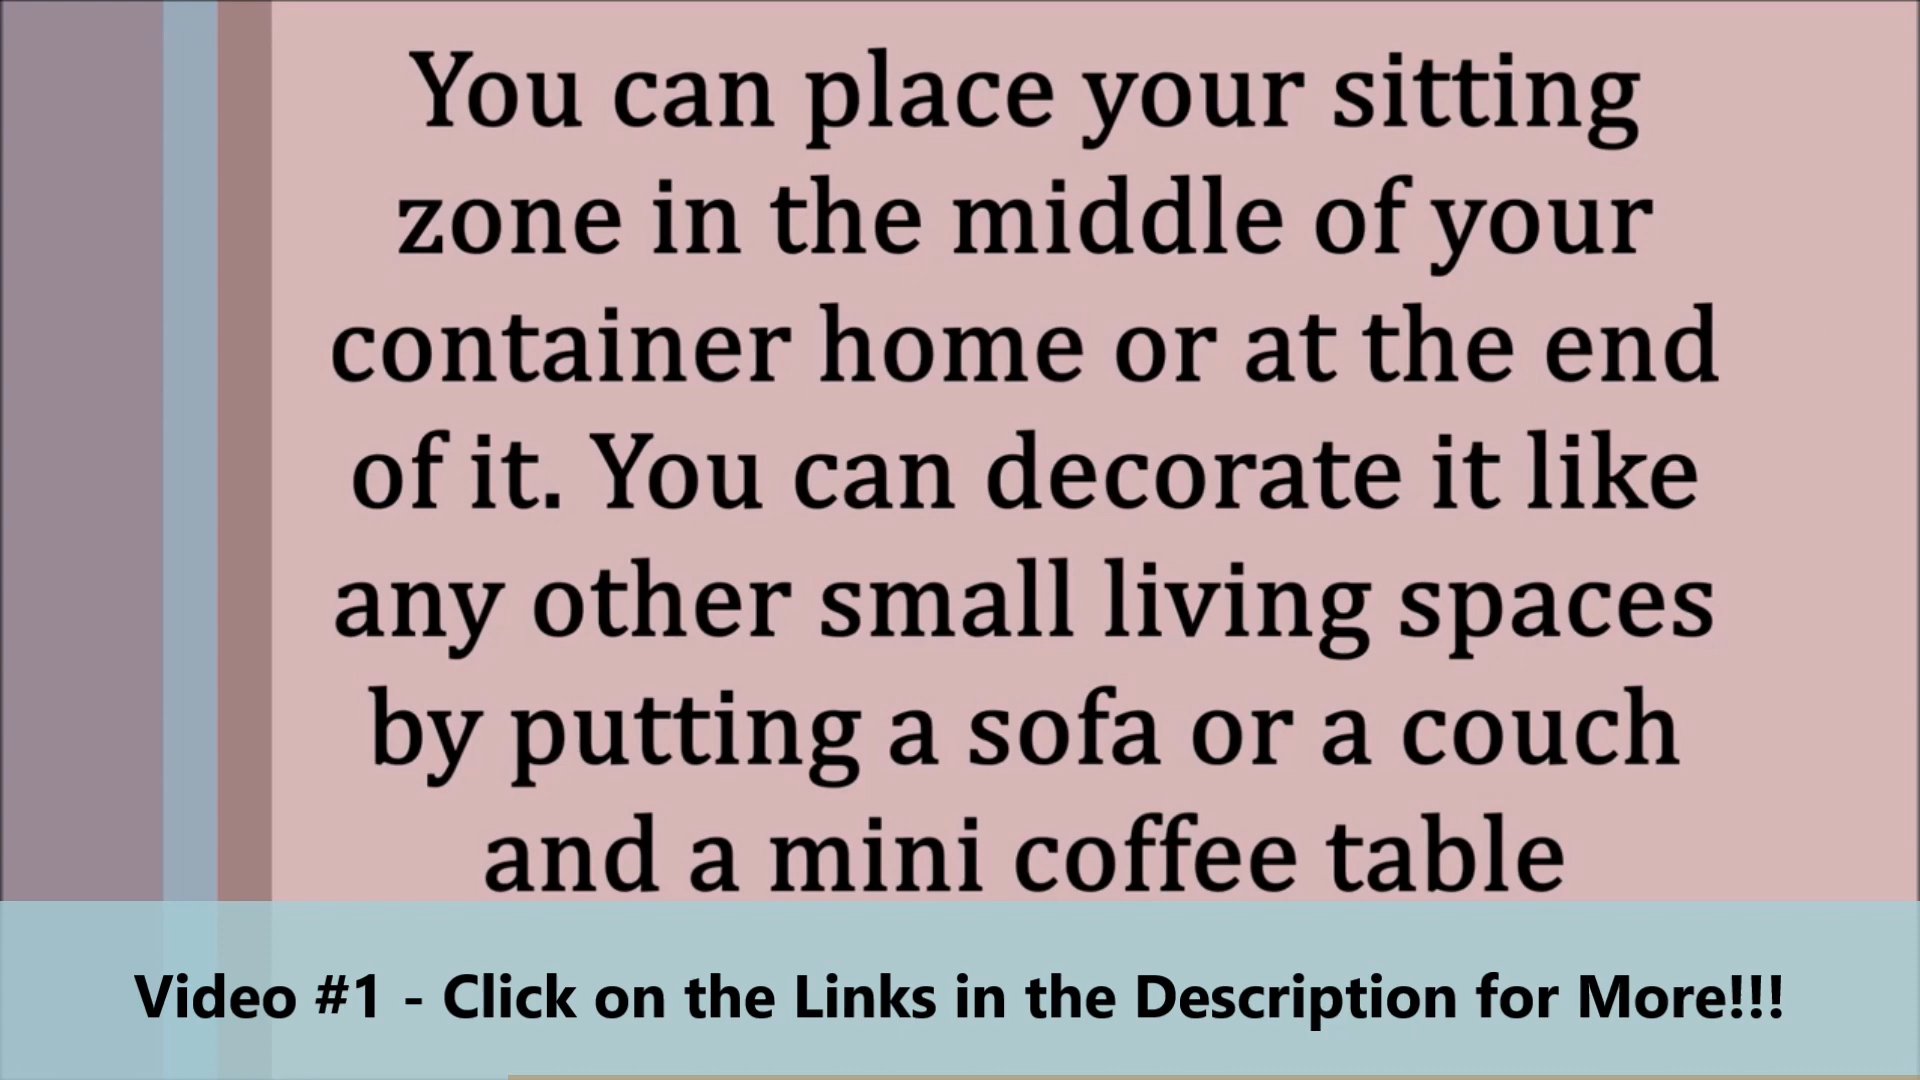 You can place your sitting
zone in the middle of your
container home or at the end
of it. You can decorate it like
any other small living spaces
by putting a sofa or a couch
and a mini coffee table
Video #1 - Click on the Links in the Description for More!!!